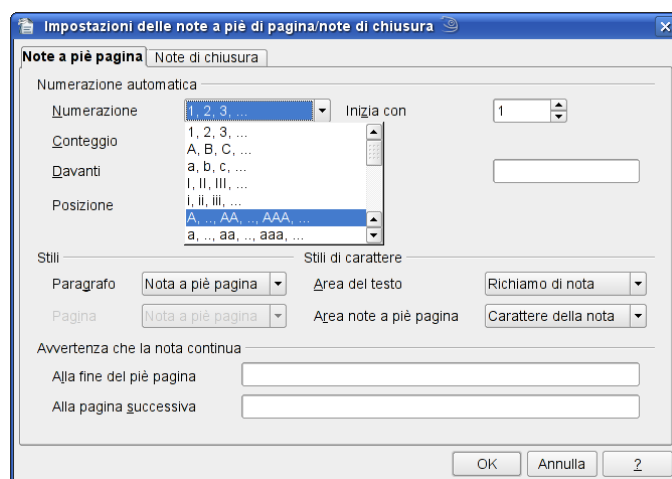 Impostazioni delle note a piè di pagina/note di chiusura
Note a piè pagina Note di chiusura
Numerazione automatica
Numerazione 1, 2, 3, ... Inizia con 1
Conteggio
Davanti
Posizione
1, 2, 3, ...
A, B, C, ...
a, b, c, ...
I, II, III, ...
i, ii, iii, ...
A, .., AA, .., AAA, ...
a, .., aa, .., aaa, ...
Stili Stili di carattere
Paragrafo Nota a piè pagina Area del testo Richiamo di nota
Pagina Nota a piè pagina Area note a piè pagina Carattere della nota
Avvertenza che la nota continua
Alla fine del piè pagina
Alla pagina successiva
OK Annulla ?